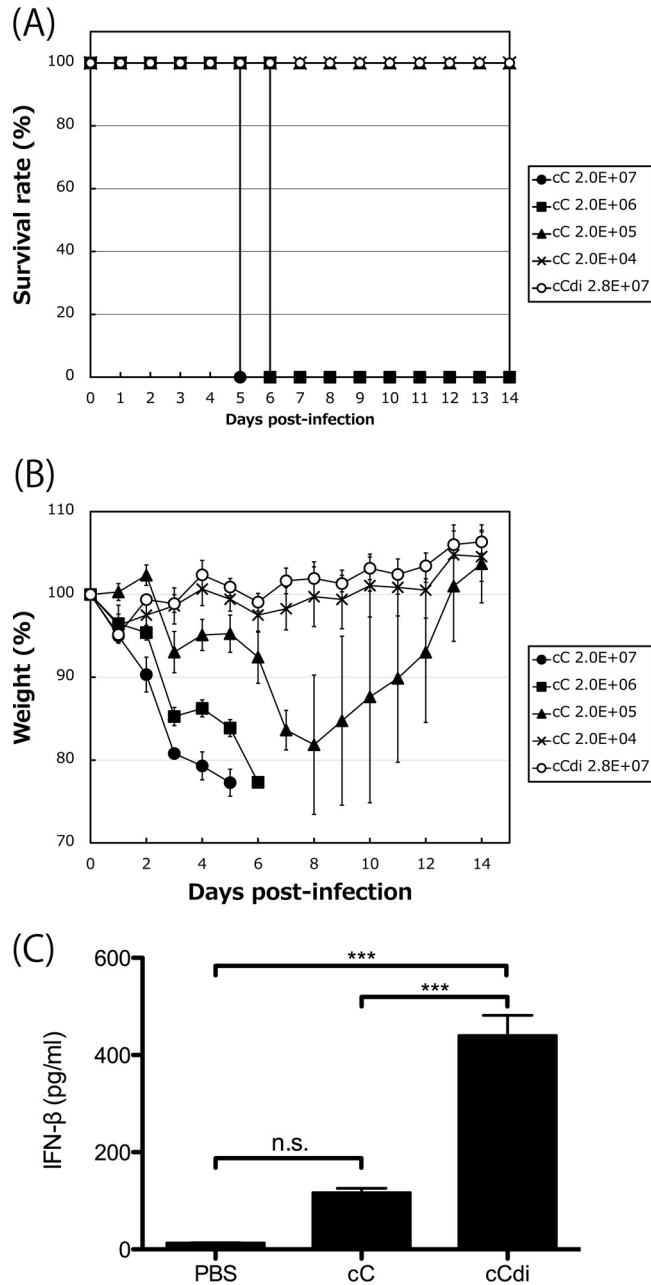 (A)
Survival rate (%)
100
80
60
40
20
0
0 1 2 3 4 5 6 7 8 9 10 11 12 13 14
Days post-infection
cC 2.0E+07
cC 2.0E+06
cC 2.0E+05
cC 2.0E+04
cCdi 2.8E+07
(B)
Weight (%)
110
100
90
80
70
0 2 4 6 8 10 12 14
Days post-infection
cC 2.0E+07
cC 2.0E+06
cC 2.0E+05
cC 2.0E+04
cCdi 2.8E+07
(C)
IFN-β (pg/ml)
600
400
200
0
***
***
n.s.
PBS cC cCdi